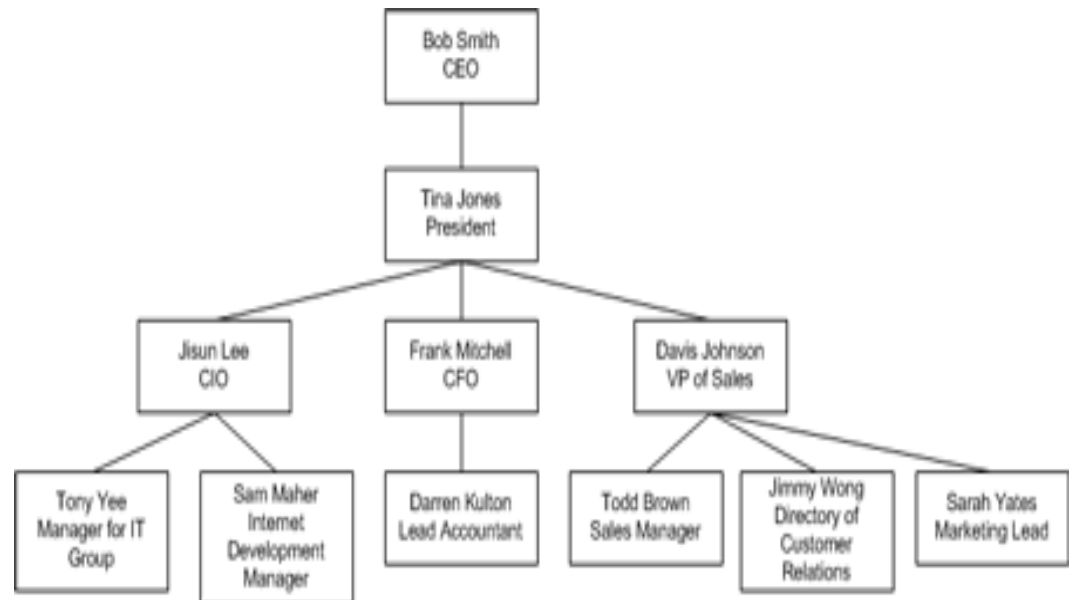 Bob Smith
CEO
Tina Jones
President
Jisun Lee
CIO
Frank Mitchell
CFO
Davis Johnson
VP of Sales
Tony Yee
Manager for IT
Group
Sam Maher
Internet
Development
Manager
Darren Kulton
Lead Accountant
Todd Brown
Sales Manager
Jimmy Wong
Directory of
Customer
Relations
Sarah Yates
Marketing Lead